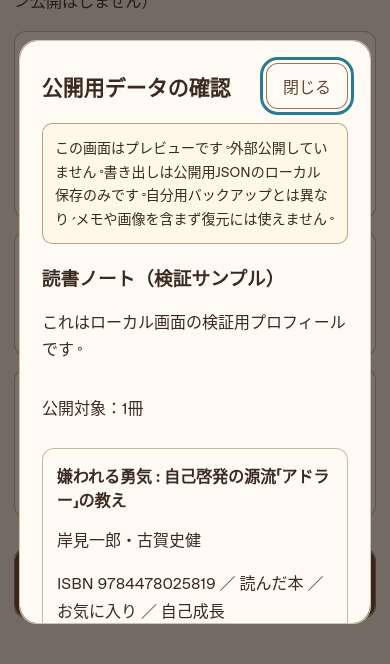 ン公開はしません）
公開用データの確認
閉じる
この画面はプレビューです。外部公開してい
ません。書き出しは公開用JSONのローカル
保存のみです。自分用バックアップとは異な
り、メモや画像を含まず復元には使えません。
読書ノート（検証サンプル）
これはローカル画面の検証用プロフィール
です。
公開対象：1冊
嫌われる勇気 : 自己啓発の源流「アドラ
ー」の教え
岸見一郎・古賀史健
ISBN 9784478025819 ／ 読んだ本 ／
お気に入り ／ 自己成長